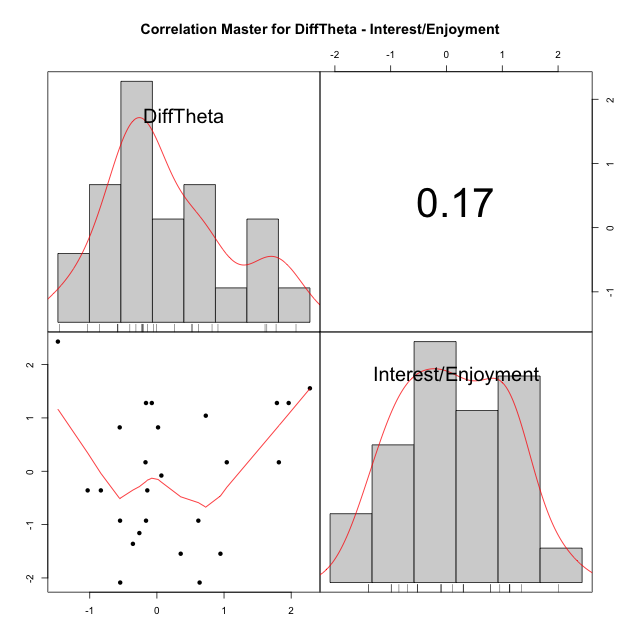 Correlation Master for DiffTheta - Interest/Enjoyment
-2 -1 0 1 2
DiffTheta
0.17
2
1
0
-1
Interest/Enjoyment
2
1
0
-1
-2
-1 0 1 2